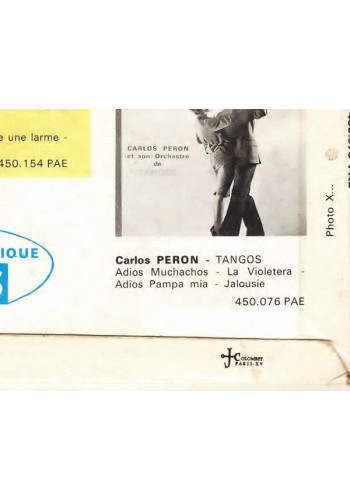 e une larme -
450.154 PAE
CARLOS PERON
et son Orchestre
de
TANGOS
IQUE
S
Photo X...
Carlos PERON - TANGOS
Adios Muchachos - La Violetera -
Adios Pampa mia - Jalousie
450.076 PAE
J COLOMBET
PARIS-XV